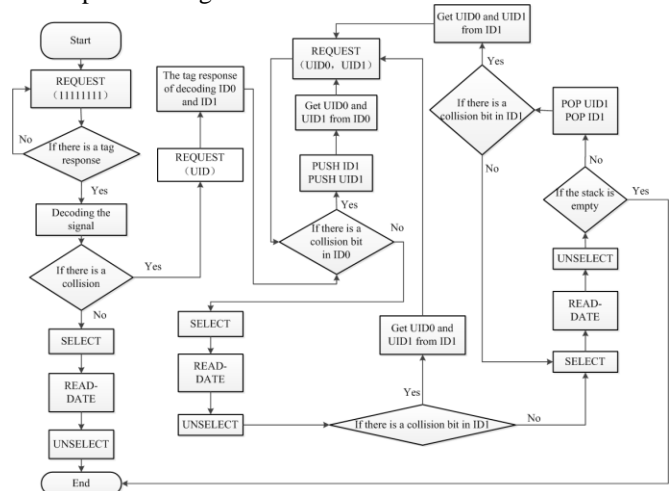 Start
REQUEST
(11111111)
No
If there is a tag
response
Yes
Decoding the
signal
If there is a
collision
Yes
No
SELECT
READ-
DATE
UNSELECT
End
The tag response
of decoding ID0
and ID1
REQUEST
(UID)
REQUEST
(UID0, UID1)
Get UID0 and
UID1 from ID0
PUSH ID1
PUSH UID1
Yes
If there is a
collision bit
in ID0
No
SELECT
READ-
DATE
UNSELECT
Get UID0 and
UID1 from ID1
Yes
If there is a collision bit in ID1
No
Get UID0 and UID1
from ID1
Yes
If there is a
collision bit in ID1
No
POP UID1
POP ID1
No
If the stack is
empty
Yes
UNSELECT
READ-
DATE
SELECT